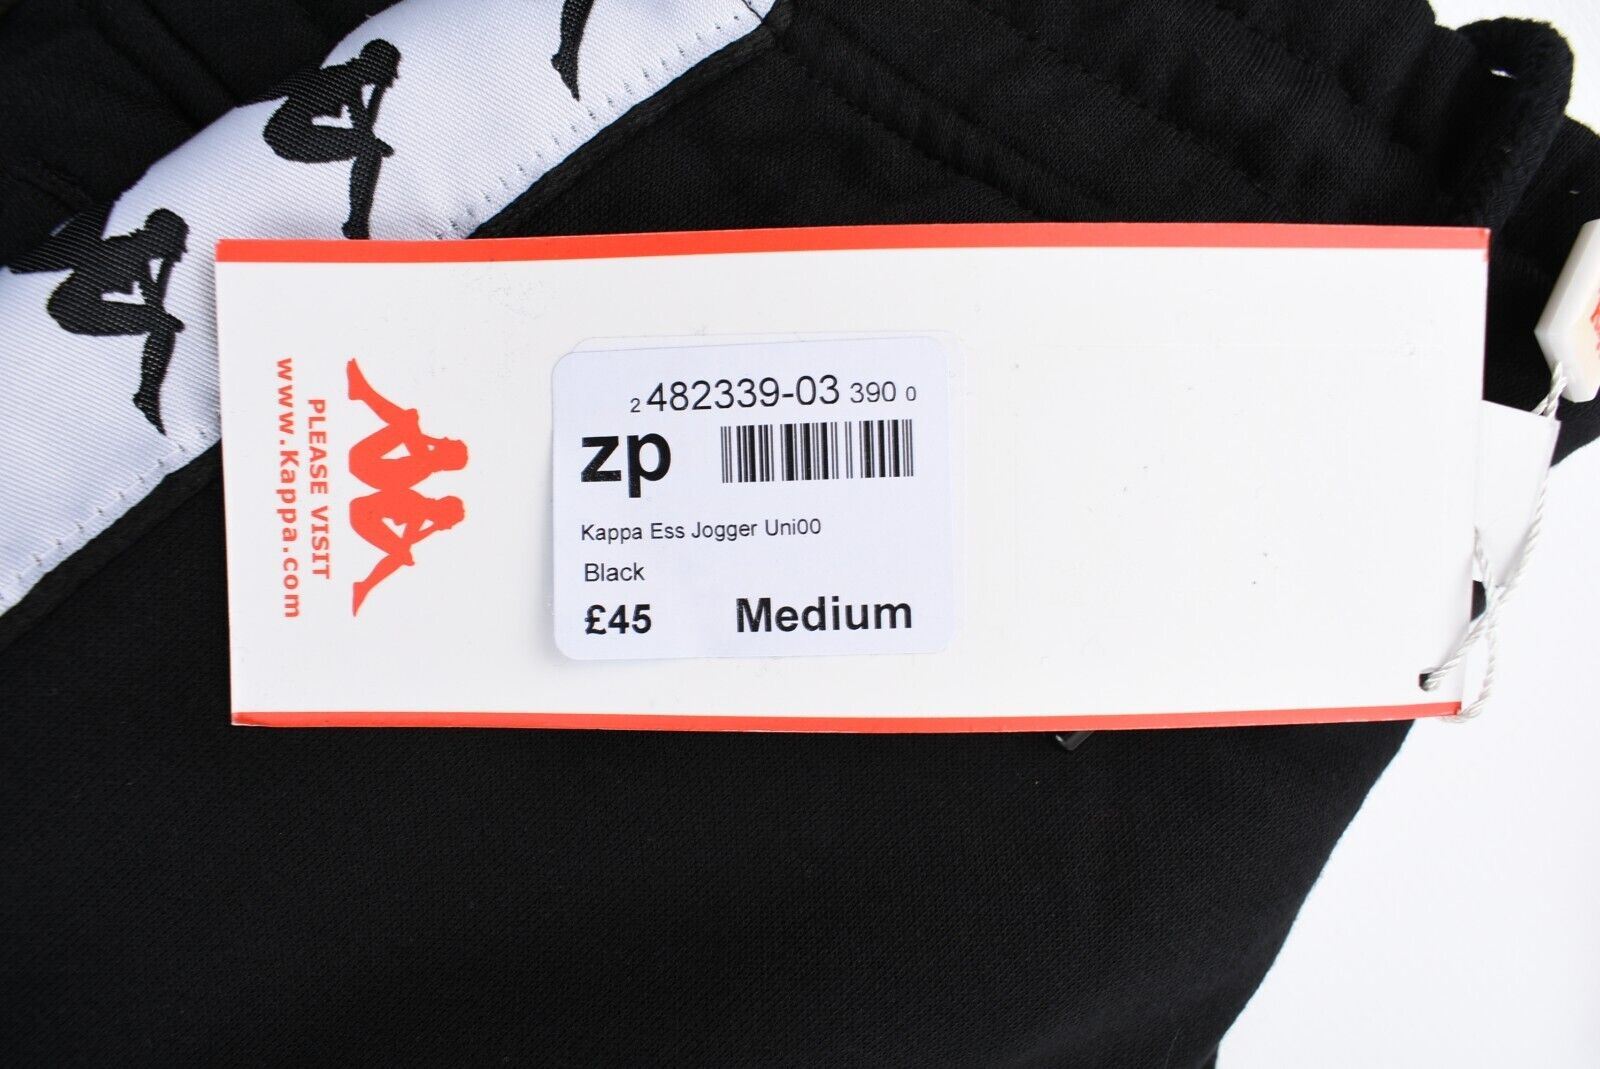 PLEASE VISIT
www.Kappa.com
2 482339-03 390 0
zp
Kappa Ess Jogger Uni00
Black
£45 Medium